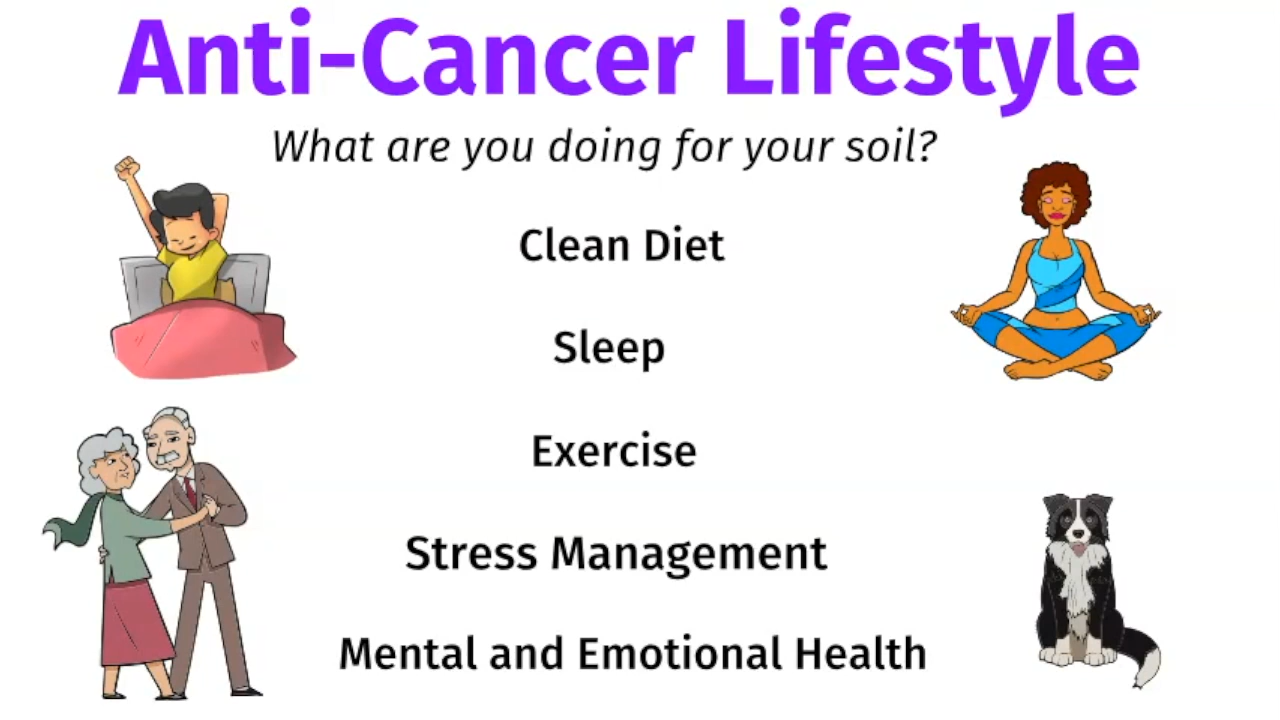 Anti-Cancer Lifestyle
What are you doing for your soil?
Clean Diet
Sleep
Exercise
Stress Management
Mental and Emotional Health